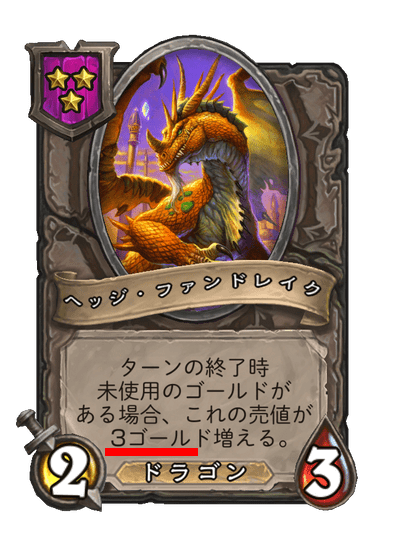 ヘッジ・ファンドレイク
ターンの終了時
未使用のゴールドが
ある場合、これの売値が
3ゴールド増える。
2
ドラゴン
3